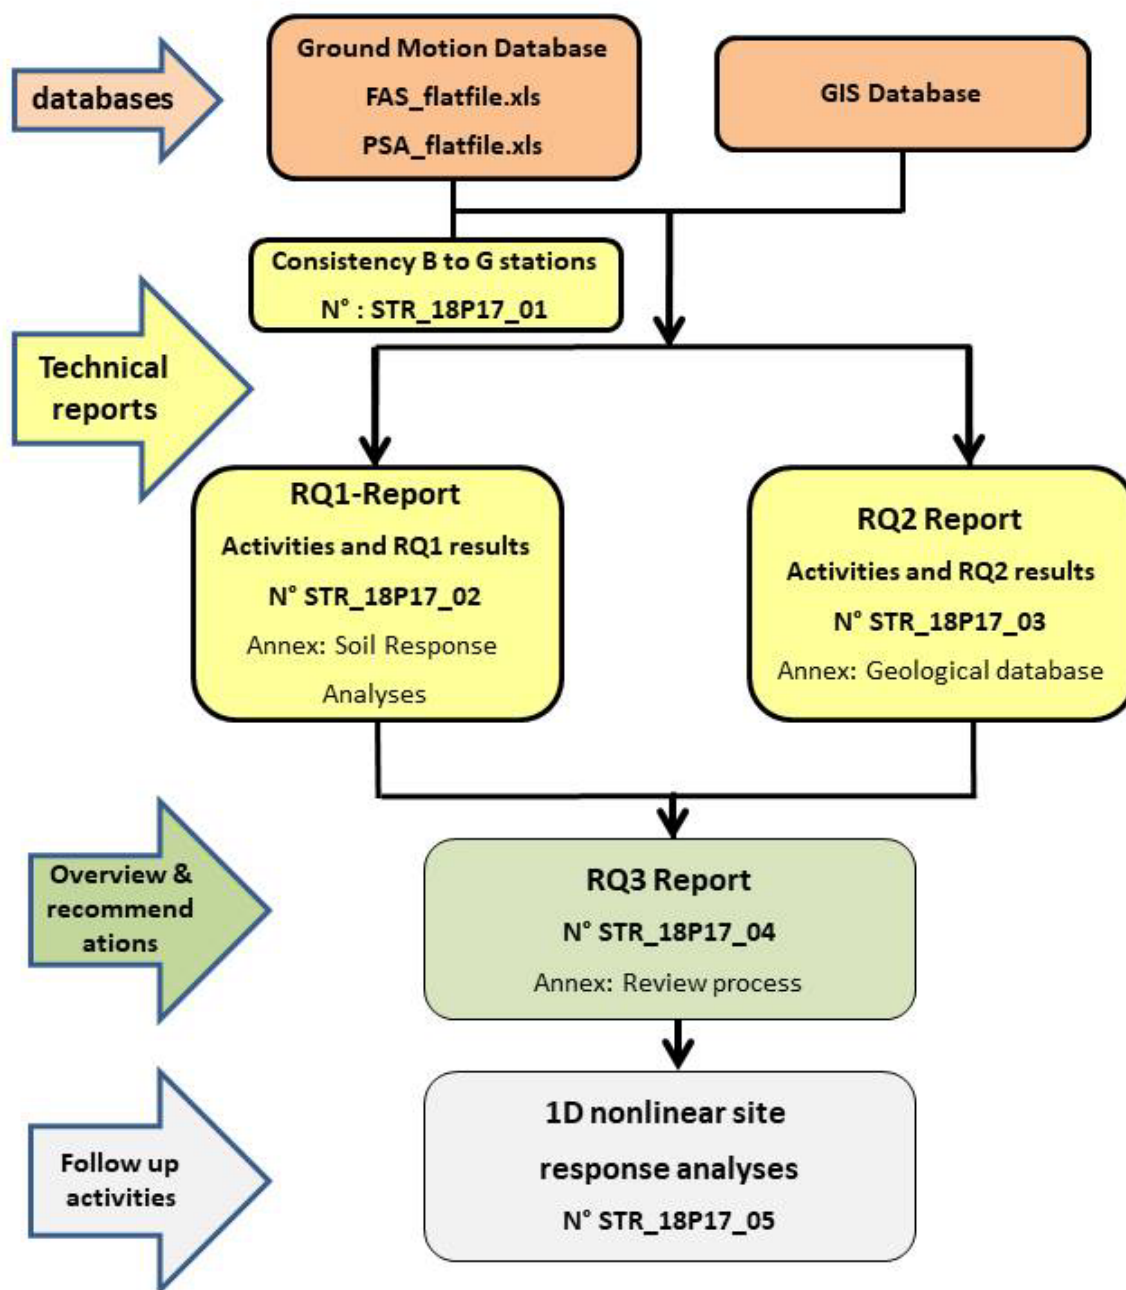 databases
Ground Motion Database
FAS_flatfile.xls
PSA_flatfile.xls
GIS Database
Consistency B to G stations
N° : STR_18P17_01
Technical
reports
RQ1-Report
Activities and RQ1 results
N° STR_18P17_02
Annex: Soil Response
Analyses
RQ2 Report
Activities and RQ2 results
N° STR_18P17_03
Annex: Geological database
Overview &
recommend
ations
RQ3 Report
N° STR_18P17_04
Annex: Review process
Follow up
activities
1D nonlinear site
response analyses
N° STR_18P17_05